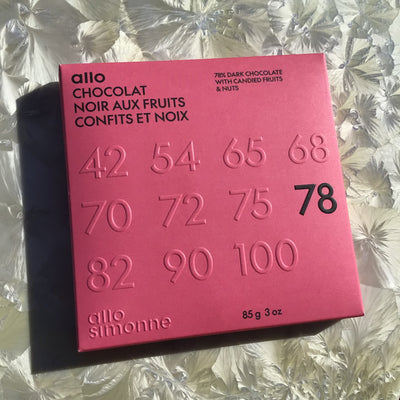 allo
CHOCOLAT
NOIR AUX FRUITS
CONFITS ET NOIX
78% DARK CHOCOLATE
WITH CANDIED FRUITS
& NUTS
42 54 65 68
70 72 75 78
82 90 100
allo
simonne
85 g 3 oz